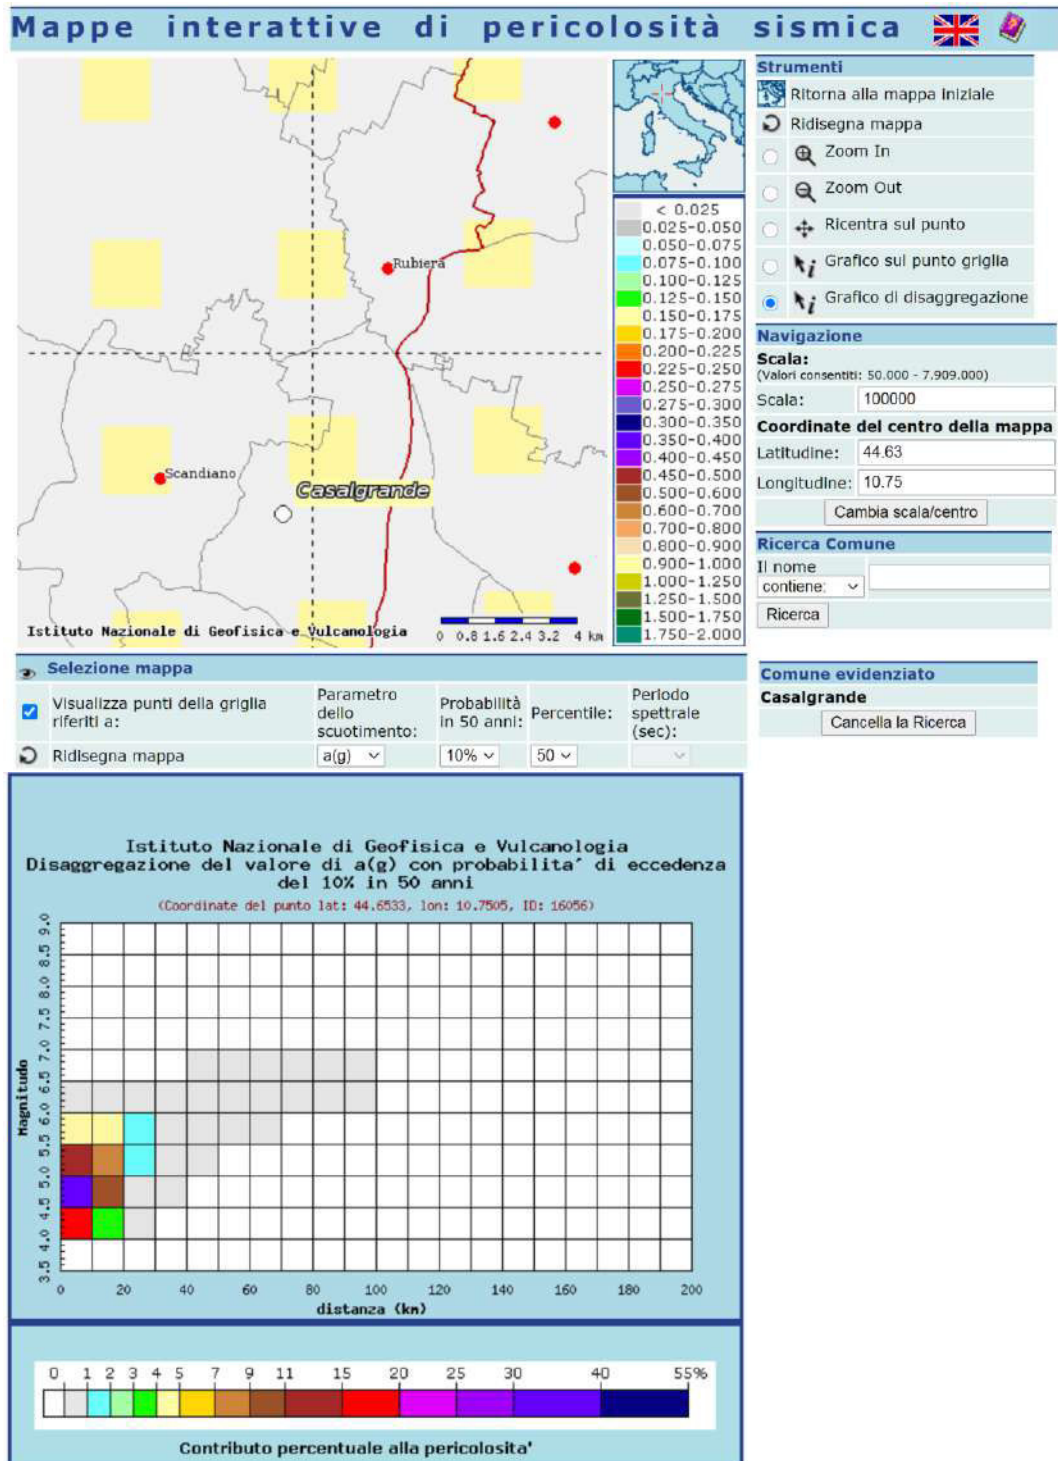 Mappe interattive di pericolosità sismica
Rubiera
Scandiano
Casalgrande
Istituto Nazionale di Geofisica e Vulcanologia
0 0.8 1.6 2.4 3.2 4 km
< 0.025
0.025-0.050
0.050-0.075
0.075-0.100
0.100-0.125
0.125-0.150
0.150-0.175
0.175-0.200
0.200-0.225
0.225-0.250
0.250-0.275
0.275-0.300
0.300-0.350
0.350-0.400
0.400-0.450
0.450-0.500
0.500-0.600
0.600-0.700
0.700-0.800
0.800-0.900
0.900-1.000
1.000-1.250
1.250-1.500
1.500-1.750
1.750-2.000
Strumenti
Ritorna alla mappa iniziale
Ridisegna mappa
Zoom In
Zoom Out
Ricentra sul punto
Grafico sul punto griglia
Grafico di disaggregazione
Navigazione
Scala:
(Valori consentiti: 50.000 - 7.909.000)
Scala: 100000
Coordinate del centro della mappa
Latitudine: 44.63
Longitudine: 10.75
Cambia scala/centro
Ricerca Comune
Il nome
contiene:
Ricerca
Comune evidenziato
Casalgrande
Cancella la Ricerca
Selezione mappa
Visualizza punti della griglia
riferiti a:
Parametro
dello
scuotimento:
Probabilità
in 50 anni:
Percentile:
Periodo
spettrale
(sec):
Ridisegna mappa
a(g)
10%
50
Istituto Nazionale di Geofisica e Vulcanologia
Disaggregazione del valore di a(g) con probabilita' di eccedenza
del 10% in 50 anni
(Coordinate del punto lat: 44.6533, lon: 10.7505, ID: 16056)
Magnitudo
9.0
8.5
8.0
7.5
7.0
6.5
6.0
5.5
5.0
4.5
4.0
3.5
0 20 40 60 80 100 120 140 160 180 200
distanza (km)
0 1 2 3 4 5 7 9 11 15 20 25 30 40 55%
Contributo percentuale alla pericolosita'